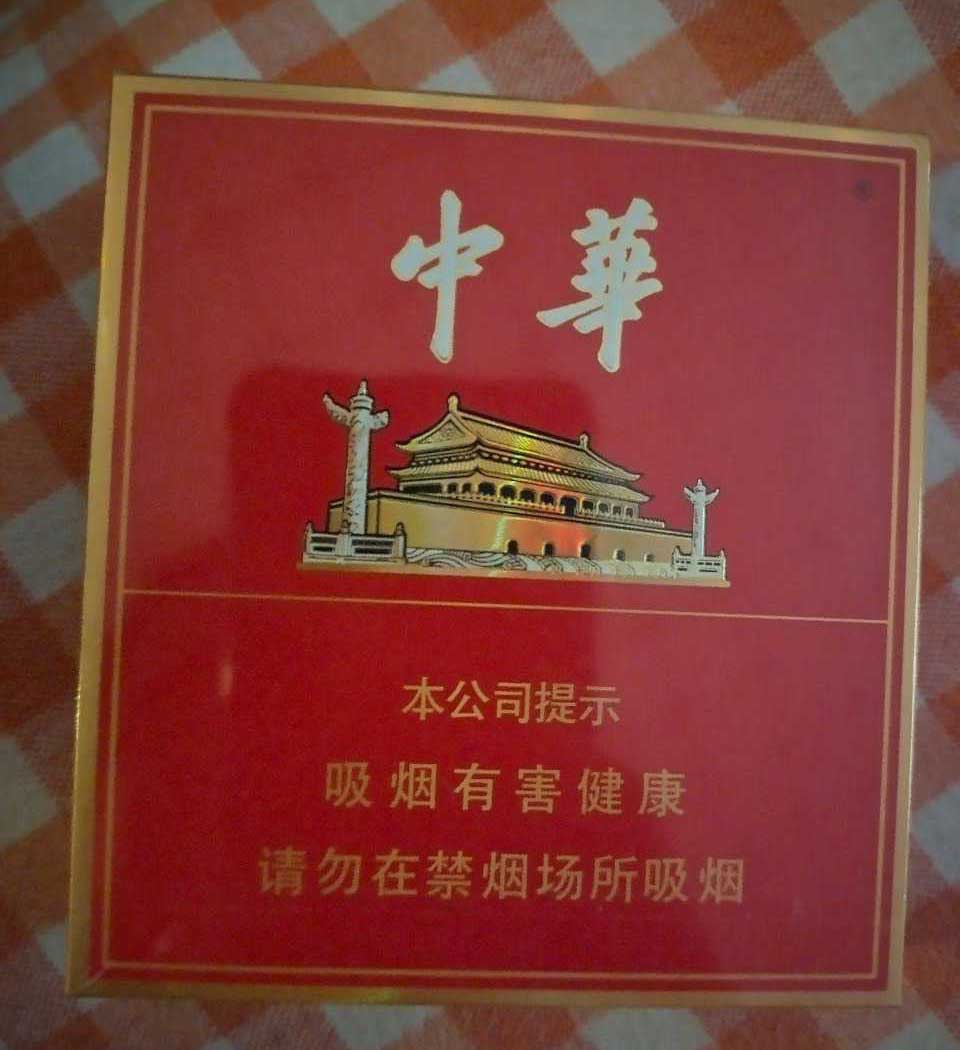 中華
本公司提示
吸烟有害健康
请勿在禁烟场所吸烟